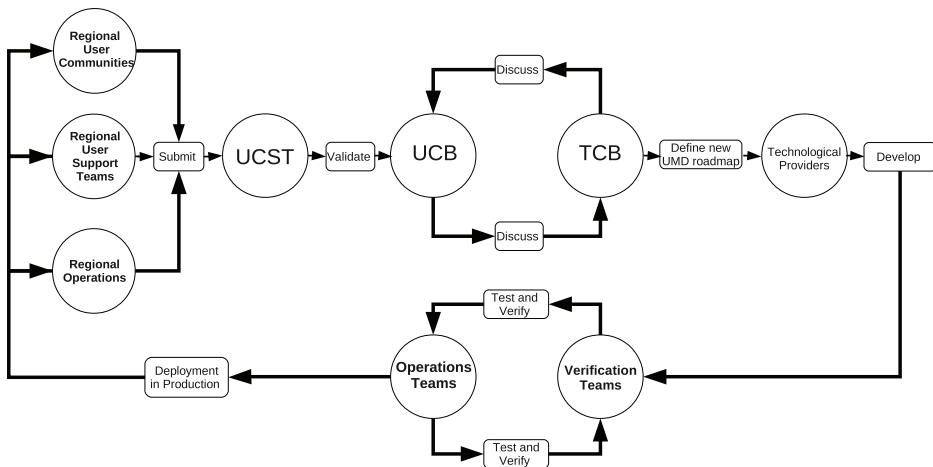 Regional
User
Communities
Regional
User
Support
Teams
Regional
Operations
Submit
UCST
Validate
UCB
Discuss
Discuss
TCB
Define new
UMD roadmap
Technological
Providers
Develop
Test and
Verify
Operations
Teams
Verification
Teams
Test and
Verify
Deployment
in Production